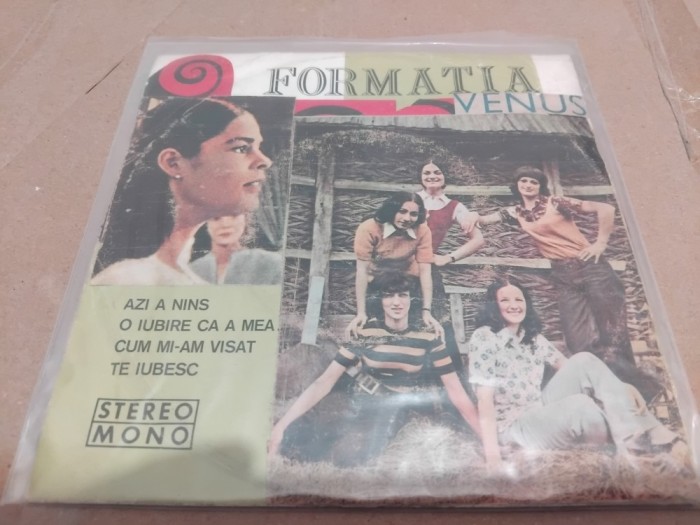 FORMATIA
VENUS
AZI A NINS
O IUBIRE CA A MEA
CUM MI-AM VISAT
TE IUBESC
STEREO
MONO